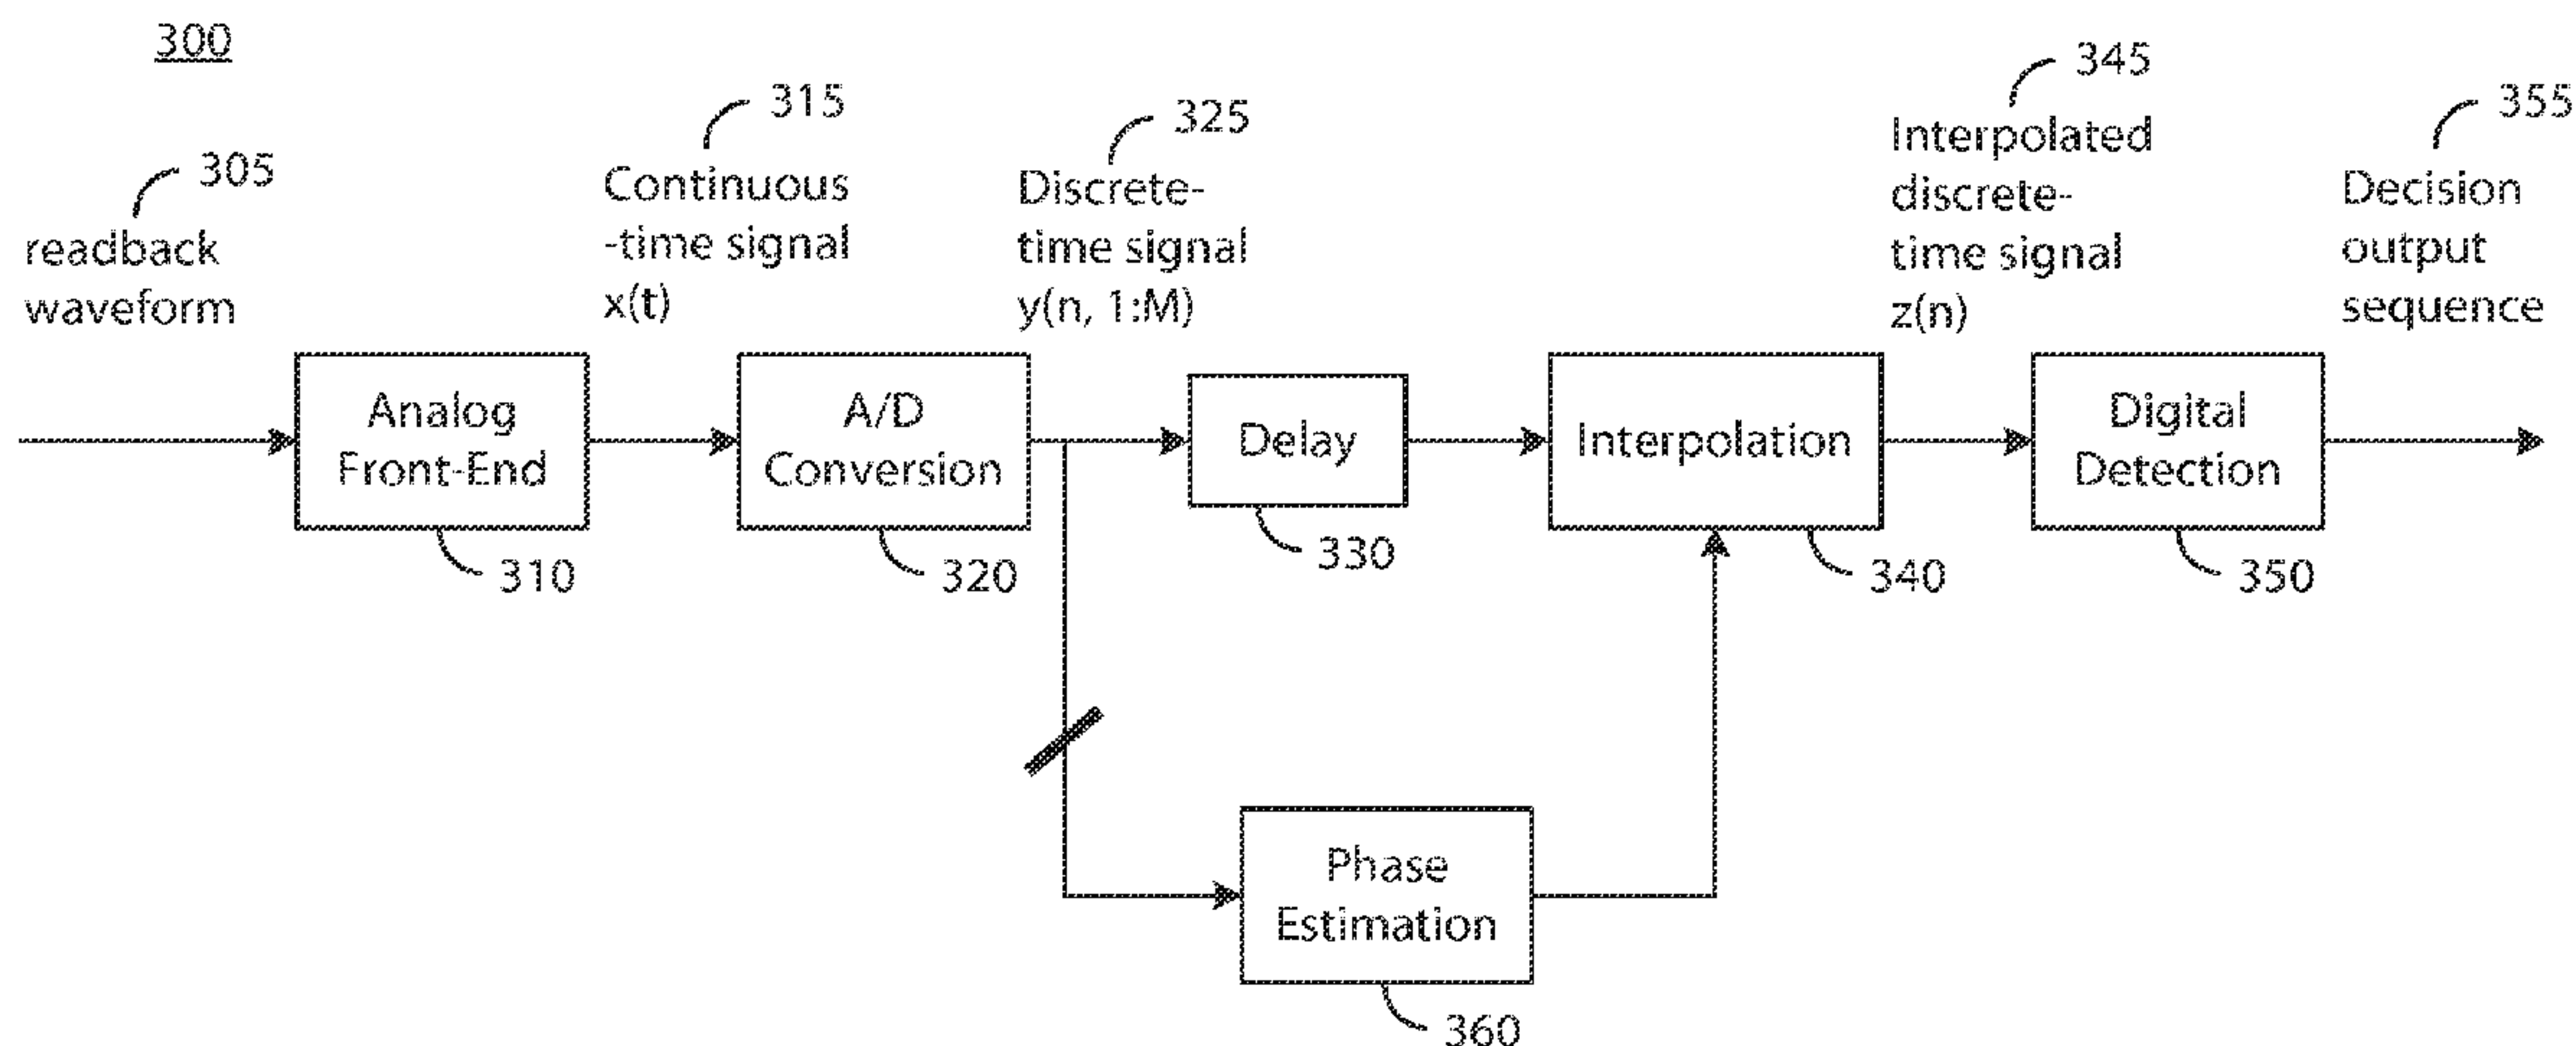 300
305
readback
waveform
315
Continuous
-time signal
x(t)
325
Discrete-
time signal
y(n, 1:M)
345
Interpolated
discrete-
time signal
z(n)
355
Decision
output
sequence
Analog
Front-End
310
A/D
Conversion
320
Delay
330
Interpolation
340
Digital
Detection
350
Phase
Estimation
360